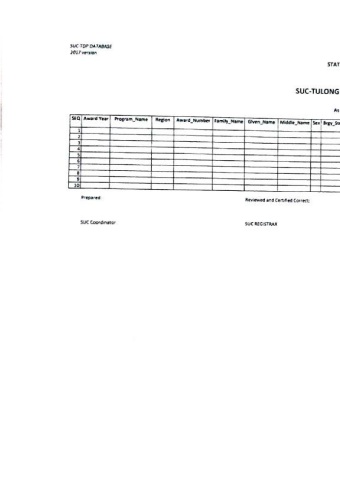 SUC-TDP DATABASE
2017 version
STAT
SUC-TULONG
As
SEQ Award Year Program_Name Region Award_Number Family_Name Given_Name Middle_Name Sex Brgy_Str
1
2
3
4
5
6
7
8
9
10
Prepared:
Reviewed and Certified Correct:
SUC Coordinator
SUC REGISTRAR